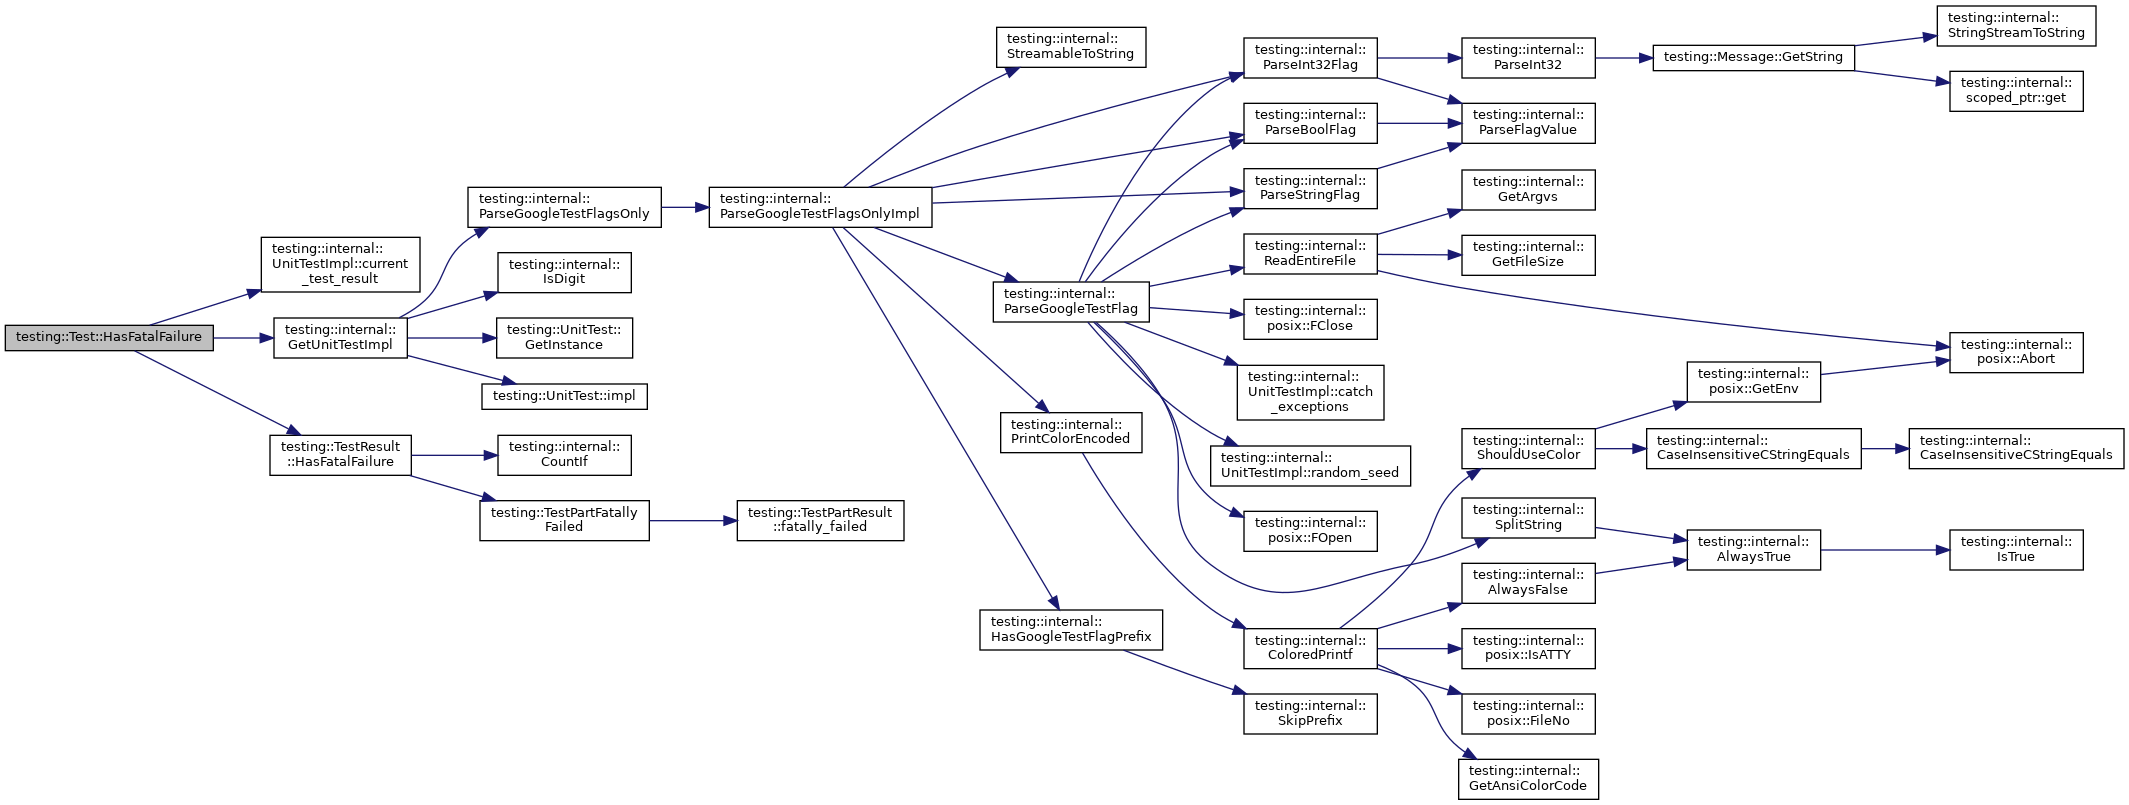 testing::Test::HasFatalFailure
testing::internal::
UnitTestImpl::current
_test_result
testing::internal::
GetUnitTestImpl
testing::TestResult
::HasFatalFailure
testing::internal::
ParseGoogleTestFlagsOnly
testing::internal::
IsDigit
testing::UnitTest::
GetInstance
testing::UnitTest::impl
testing::internal::
CountIf
testing::TestPartFatally
Failed
testing::internal::
ParseGoogleTestFlagsOnlyImpl
testing::TestPartResult
::fatally_failed
testing::internal::
StreamableToString
testing::internal::
ParseGoogleTestFlag
testing::internal::
PrintColorEncoded
testing::internal::
HasGoogleTestFlagPrefix
testing::internal::
ParseInt32Flag
testing::internal::
ParseBoolFlag
testing::internal::
ParseStringFlag
testing::internal::
ReadEntireFile
testing::internal::
posix::FClose
testing::internal::
UnitTestImpl::catch
_exceptions
testing::internal::
UnitTestImpl::random_seed
testing::internal::
posix::FOpen
testing::internal::
ColoredPrintf
testing::internal::
SkipPrefix
testing::internal::
ParseInt32
testing::internal::
ParseFlagValue
testing::internal::
GetArgvs
testing::internal::
GetFileSize
testing::internal::
ShouldUseColor
testing::internal::
SplitString
testing::internal::
AlwaysFalse
testing::internal::
posix::IsATTY
testing::internal::
posix::FileNo
testing::internal::
GetAnsiColorCode
testing::Message::GetString
testing::internal::
posix::GetEnv
testing::internal::
CaseInsensitiveCStringEquals
testing::internal::
AlwaysTrue
testing::internal::
StringStreamToString
testing::internal::
scoped_ptr::get
testing::internal::
posix::Abort
testing::internal::
CaseInsensitiveCStringEquals
testing::internal::
IsTrue